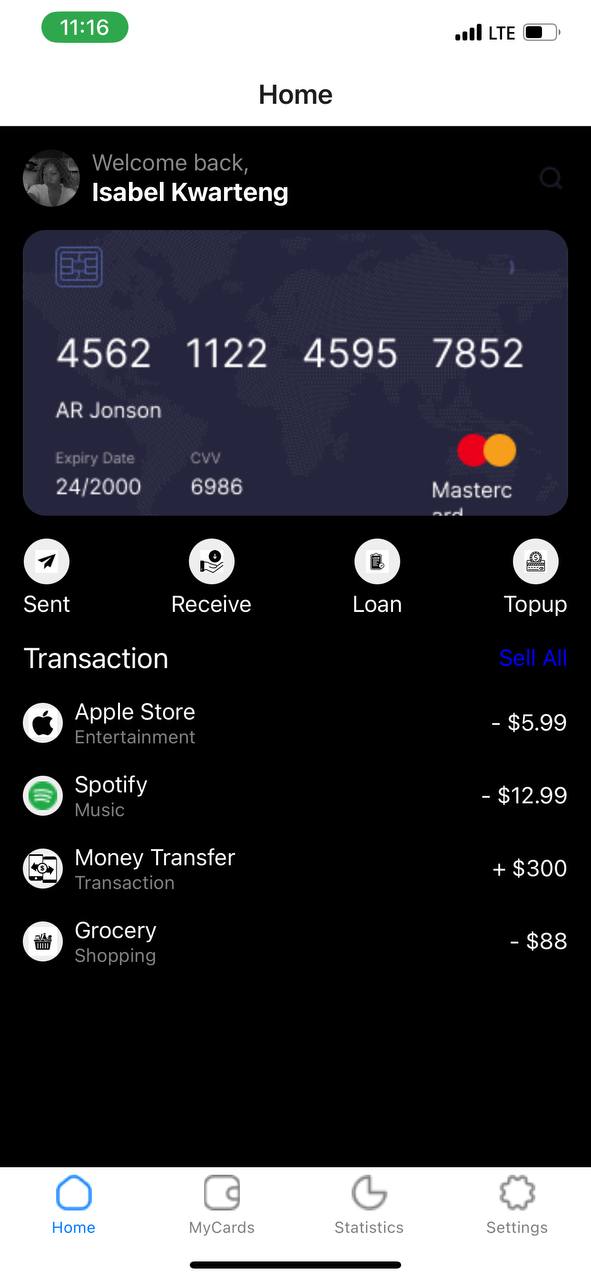 11:16 LTE
Home
Welcome back,
Isabel Kwarteng
4562 1122 4595 7852
AR Jonson
Expiry Date CVV
24/2000 6986
Masterc
ard
Sent Receive Loan Topup
Transaction Sell All
Apple Store - $5.99
Entertainment
Spotify - $12.99
Music
Money Transfer + $300
Transaction
Grocery - $88
Shopping
Home MyCards Statistics Settings